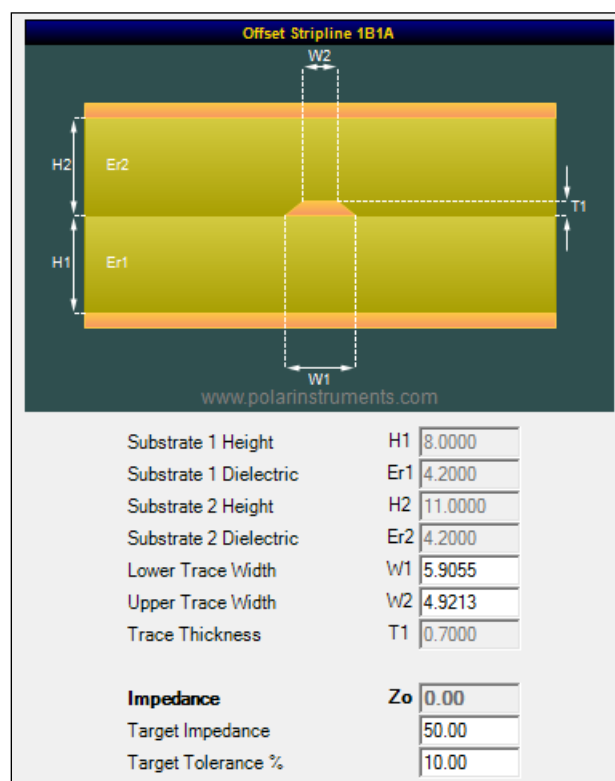 Offset Stripline 1B1A
W2
H2
Er2
T1
H1
Er1
W1
www.polarinstruments.com
Substrate 1 Height H1 8.0000
Substrate 1 Dielectric Er1 4.2000
Substrate 2 Height H2 11.0000
Substrate 2 Dielectric Er2 4.2000
Lower Trace Width W1 5.9055
Upper Trace Width W2 4.9213
Trace Thickness T1 0.7000
Impedance Zo 0.00
Target Impedance 50.00
Target Tolerance % 10.00